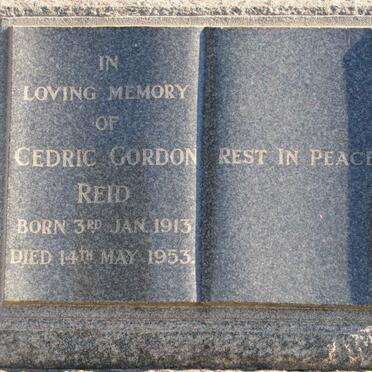 IN
LOVING MEMORY
OF
CEDRIC GORDON
REID
BORN 3RD JAN. 1913
DIED 14TH MAY 1953.
REST IN PEACE